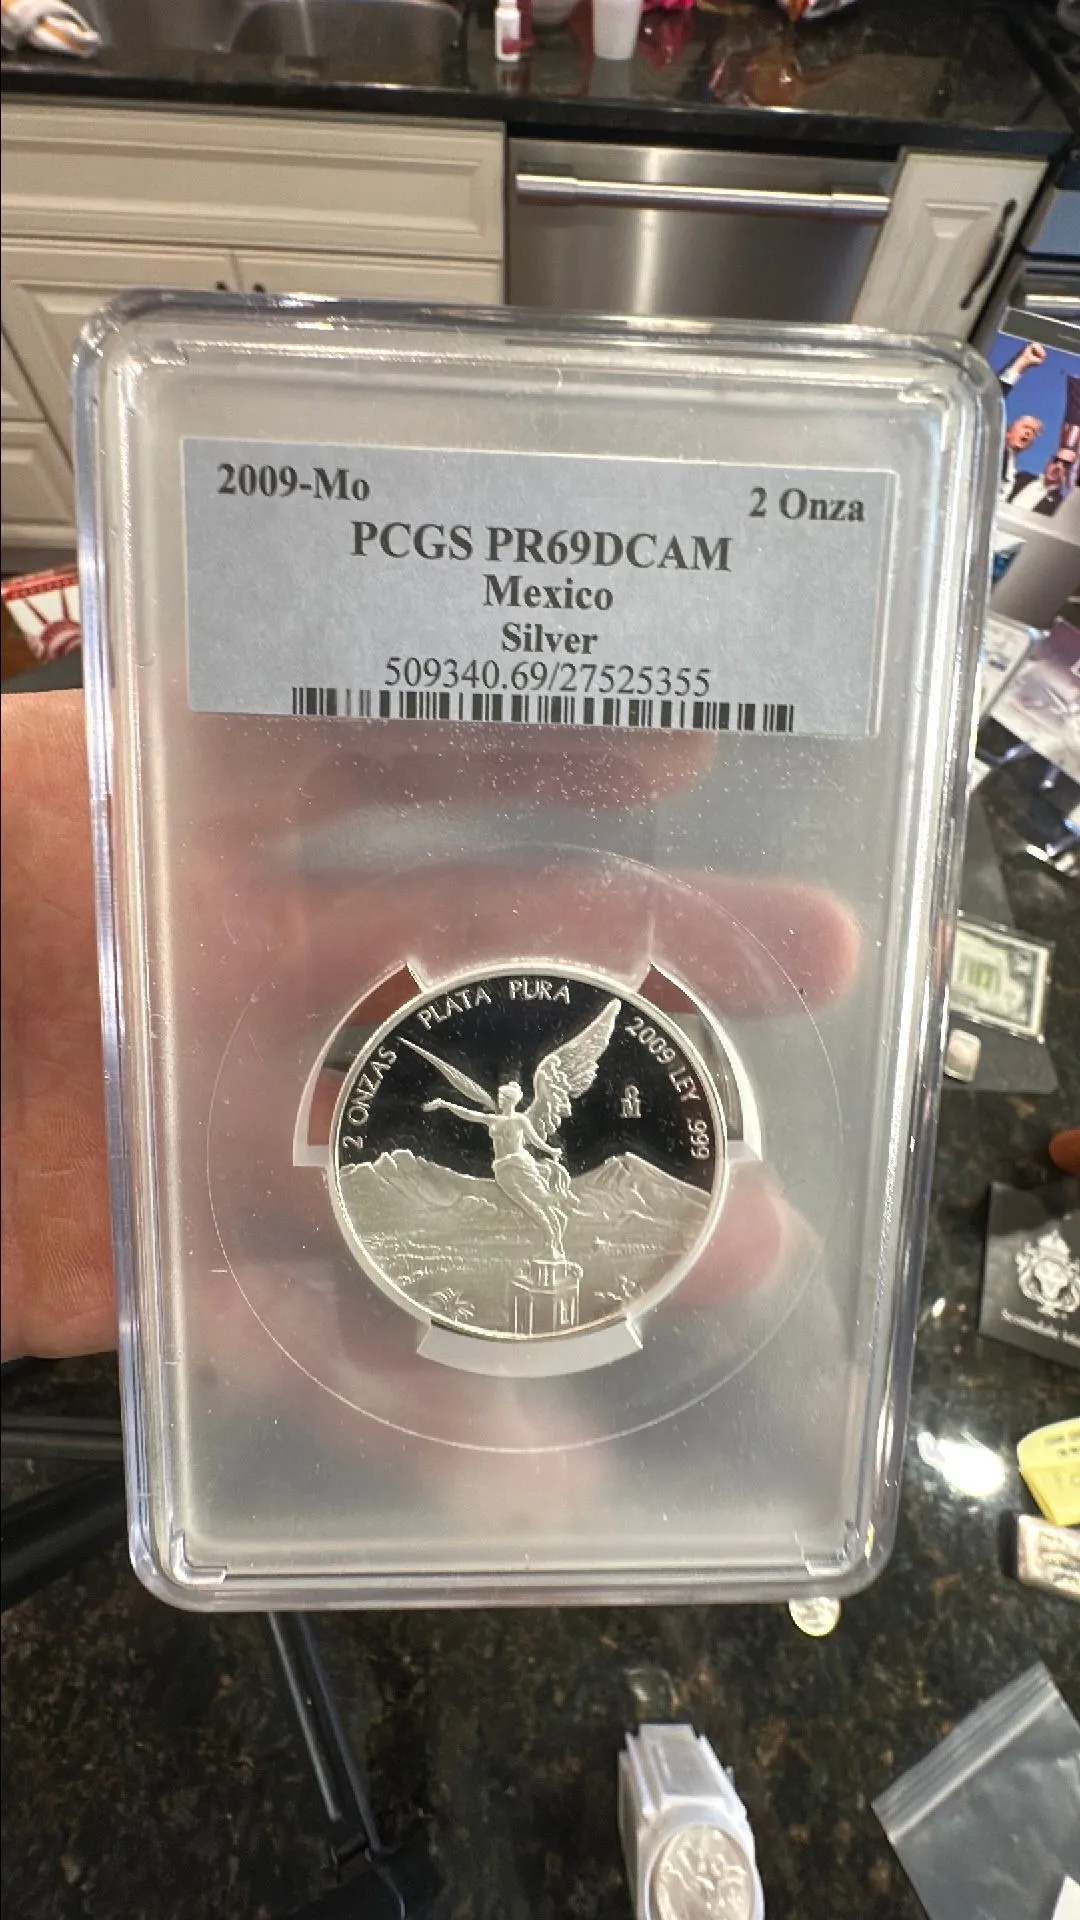 2009-Mo
2 Onza
PCGS PR69DCAM
Mexico
Silver
509340.69/27525355
2 ONZAS PLATA PURA 2009 LEY .999
M̊